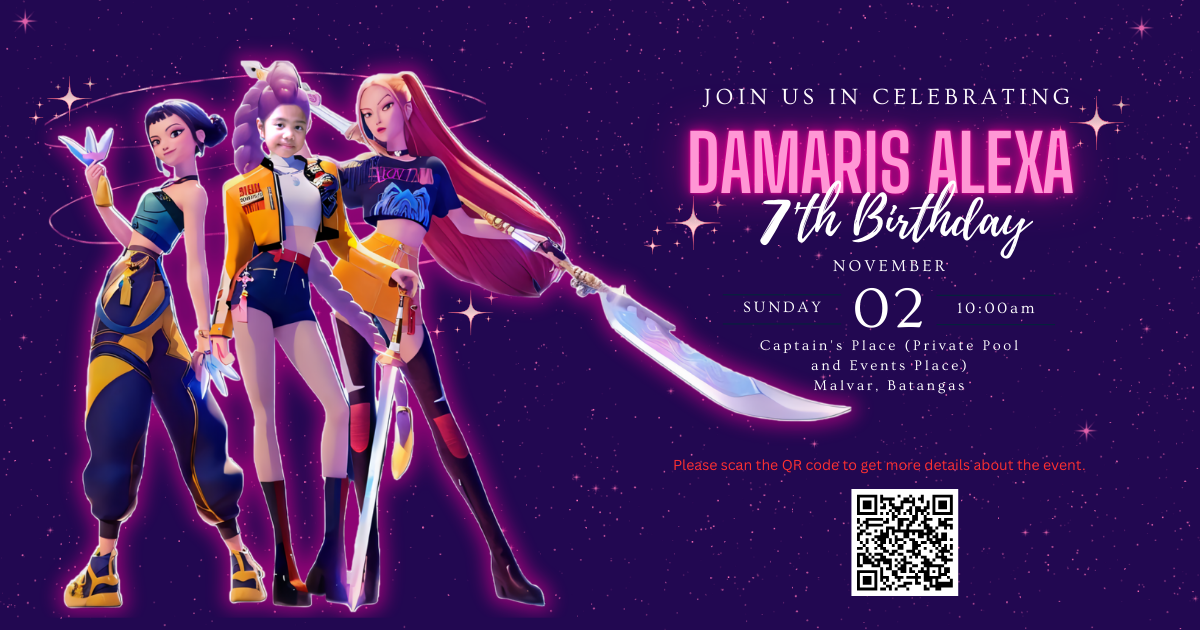 JOIN US IN CELEBRATING
DAMARIS ALEXA
7'th Birthday
NOVEMBER
SUNDAY 02 10:00am
Captain's Place (Private Pool
and Events Place)
Malvar, Batangas
Please scan the QR code to get more details about the event.